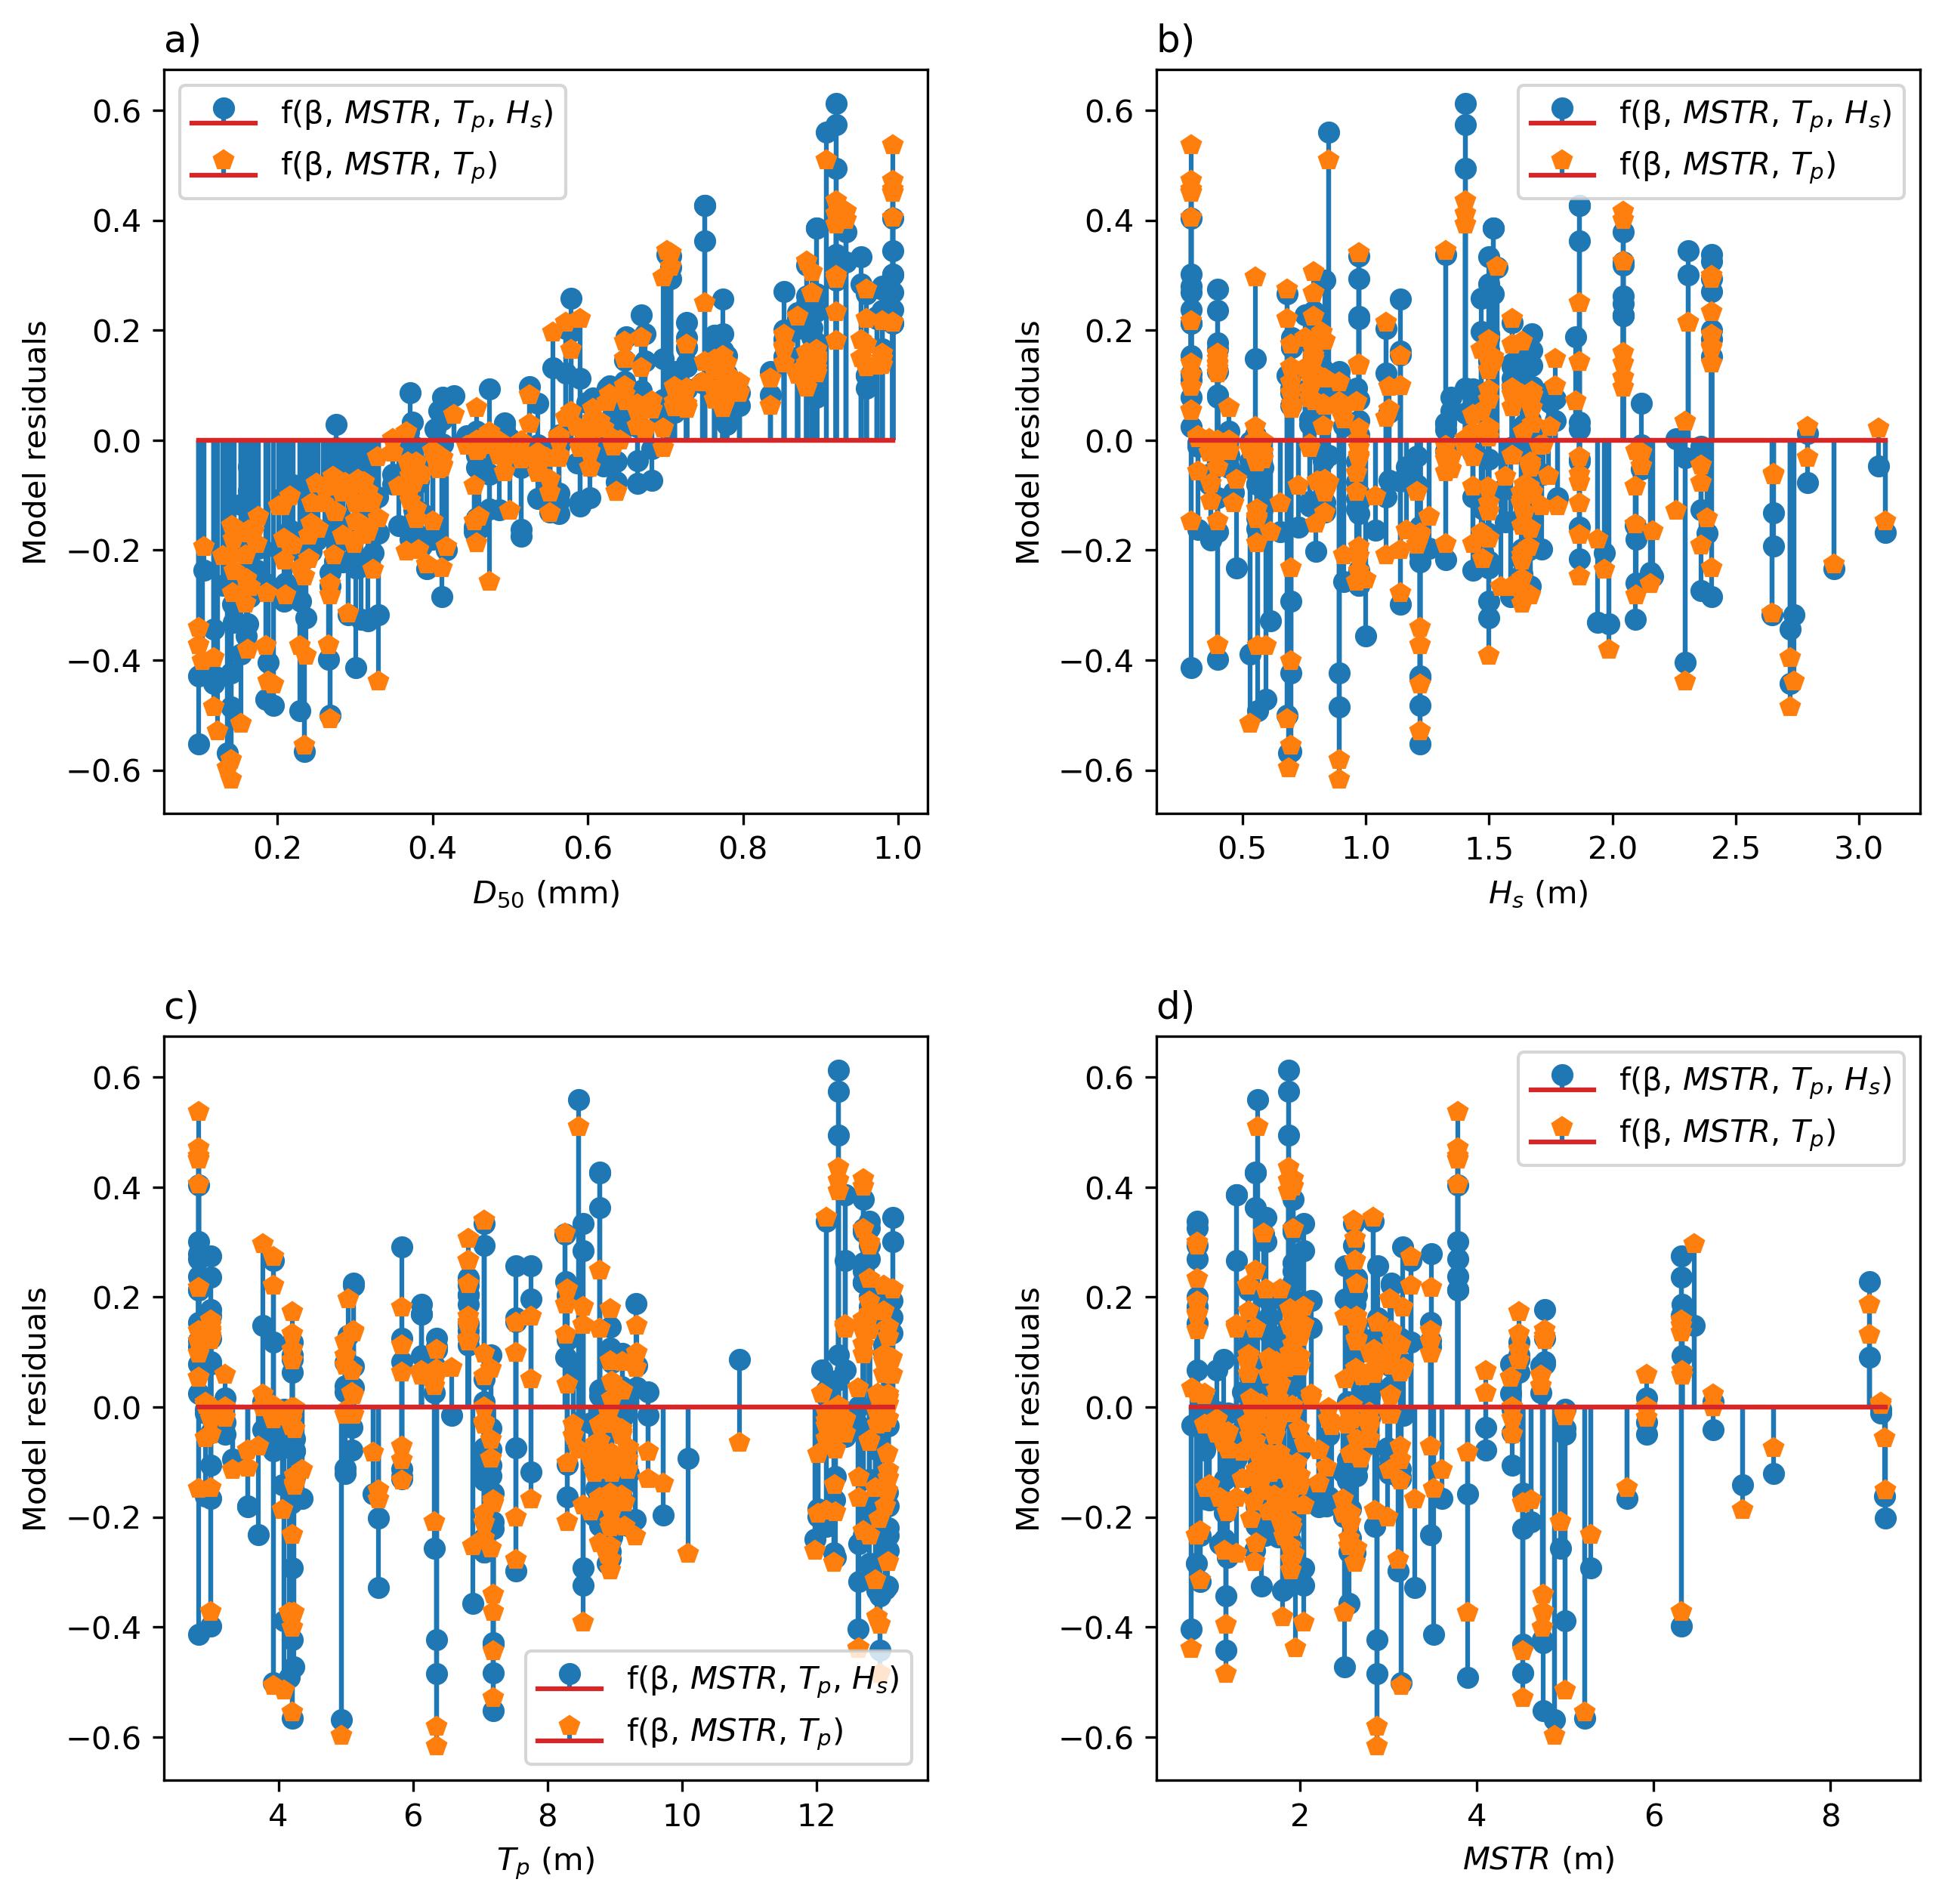 a)
f(β, MSTR, Tp, Hs)
f(β, MSTR, Tp)
Model residuals
0.6
0.4
0.2
0.0
−0.2
−0.4
−0.6
0.2 0.4 0.6 0.8 1.0
D50 (mm)
b)
f(β, MSTR, Tp, Hs)
f(β, MSTR, Tp)
Model residuals
0.6
0.4
0.2
0.0
−0.2
−0.4
−0.6
0.5 1.0 1.5 2.0 2.5 3.0
Hs (m)
c)
Model residuals
0.6
0.4
0.2
0.0
−0.2
−0.4
−0.6
f(β, MSTR, Tp, Hs)
f(β, MSTR, Tp)
4 6 8 10 12
Tp (m)
d)
f(β, MSTR, Tp, Hs)
f(β, MSTR, Tp)
Model residuals
0.6
0.4
0.2
0.0
−0.2
−0.4
−0.6
2 4 6 8
MSTR (m)